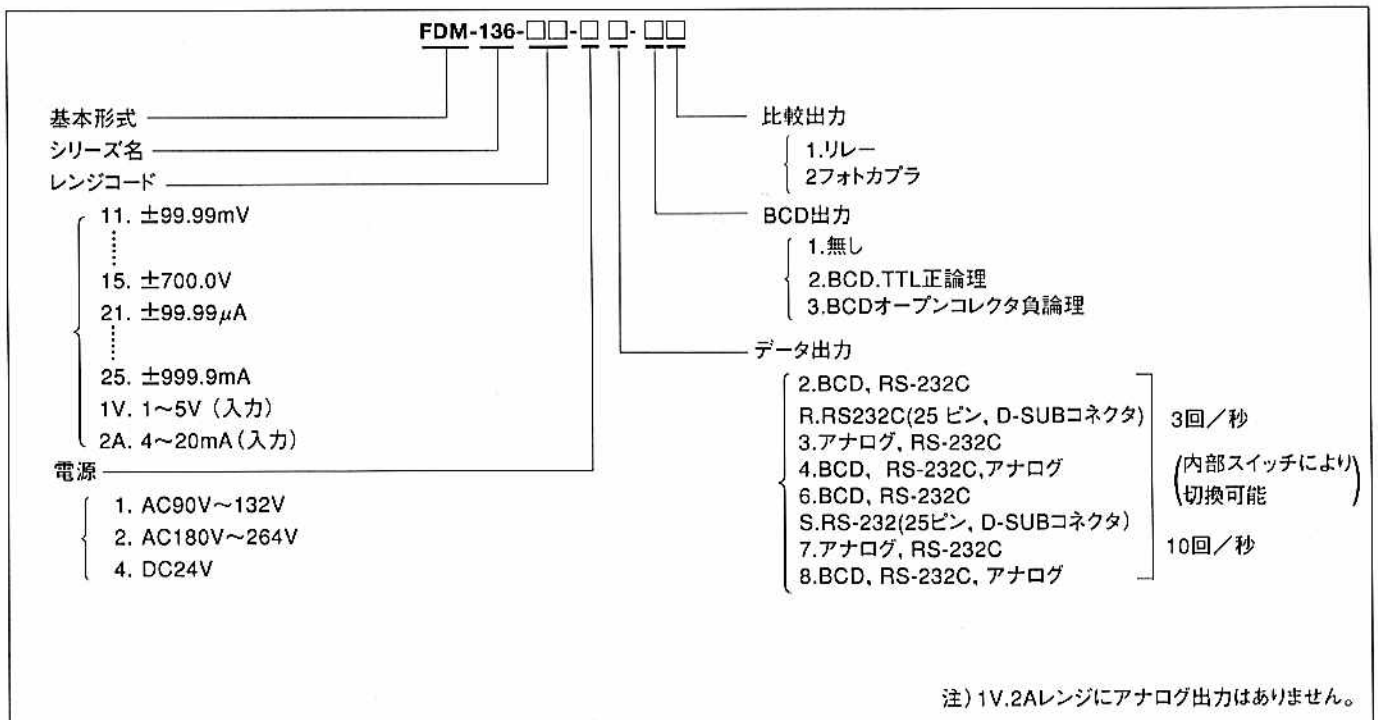 FDM-136-□□-□□-□□
基本形式
シリーズ名
レンジコード
11. ±99.99mV
15. ±700.0V
21. ±99.99μA
25. ±999.9mA
1V. 1～5V（入力）
2A. 4～20mA（入力）
電源
1. AC90V～132V
2. AC180V～264V
4. DC24V
比較出力
1.リレー
2フォトカプラ
BCD出力
1.無し
2.BCD.TTL正論理
3.BCDオープンコレクタ負論理
データ出力
2.BCD, RS-232C
R.RS232C(25 ピン, D-SUBコネクタ)
3.アナログ, RS-232C
4.BCD, RS-232C,アナログ
6.BCD, RS-232C
S.RS-232(25ピン, D-SUBコネクタ)
7.アナログ, RS-232C
8.BCD, RS-232C, アナログ
3回／秒
(内部スイッチにより
切換可能)
10回／秒
注) 1V.2Aレンジにアナログ出力はありません。